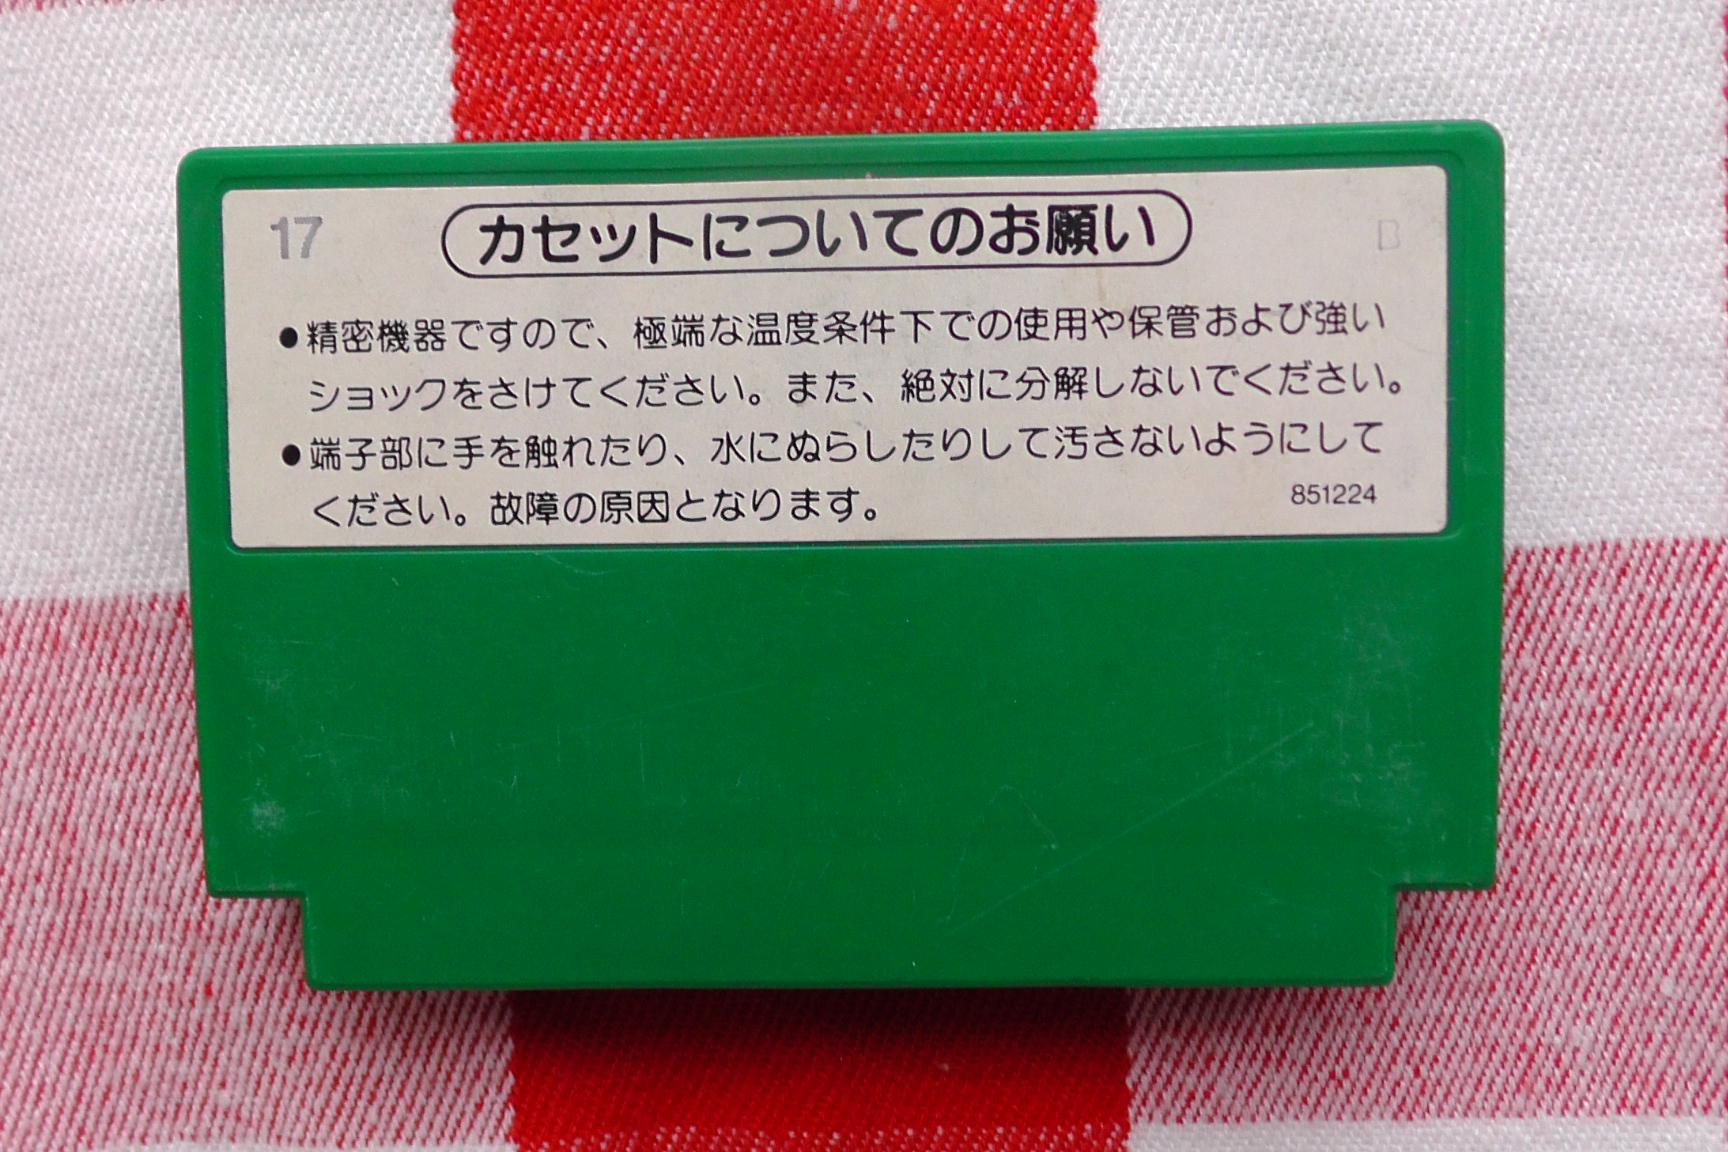 17
カセットについてのお願い
B
●精密機器ですので、極端な温度条件下での使用や保管および強い
ショックをさけてください。また、絶対に分解しないでください。
●端子部に手を触れたり、水にぬらしたりして汚さないようにして
ください。故障の原因となります。
851224